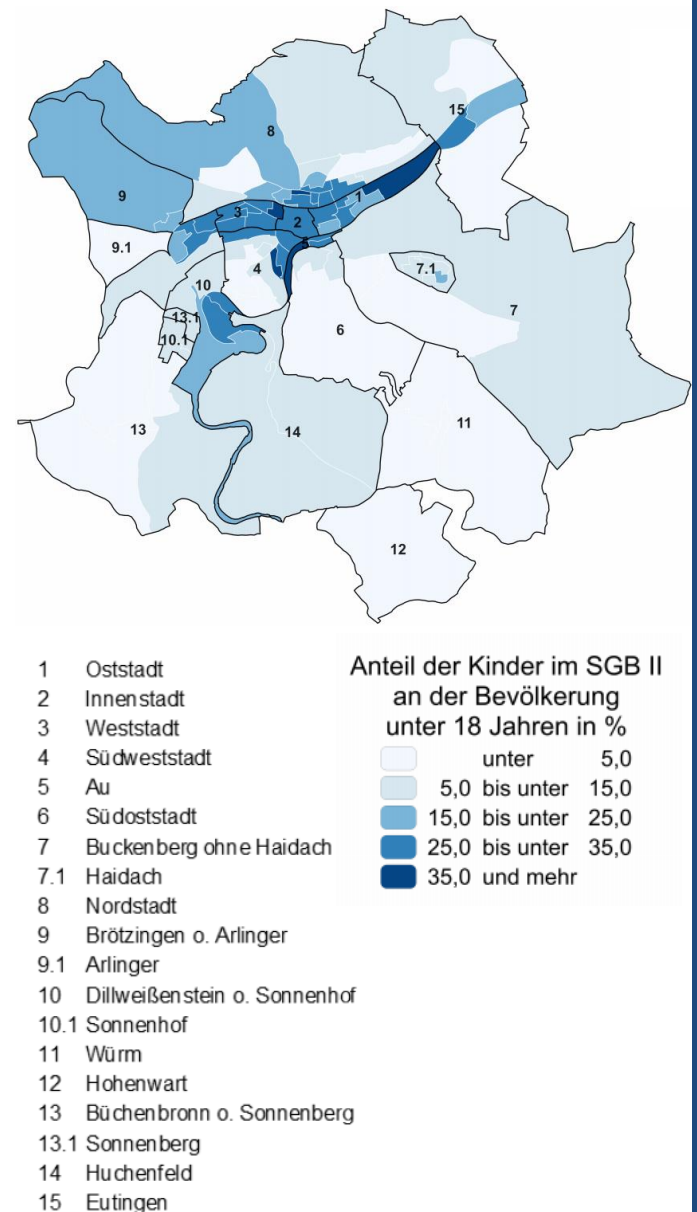 15
8
9
3
1
2
5
9.1
4
7.1
10
7
13.1
6
10.1
13
14
11
12
1 Oststadt
2 Innenstadt
3 Weststadt
4 Südweststadt
5 Au
6 Südoststadt
7 Buckenberg ohne Haidach
7.1 Haidach
8 Nordstadt
9 Brötzingen o. Arlinger
9.1 Arlinger
10 Dillweißenstein o. Sonnenhof
10.1 Sonnenhof
11 Würm
12 Hohenwart
13 Büchenbronn o. Sonnenberg
13.1 Sonnenberg
14 Huchenfeld
15 Eutingen
Anteil der Kinder im SGB II
an der Bevölkerung
unter 18 Jahren in %
unter 5,0
5,0 bis unter 15,0
15,0 bis unter 25,0
25,0 bis unter 35,0
35,0 und mehr